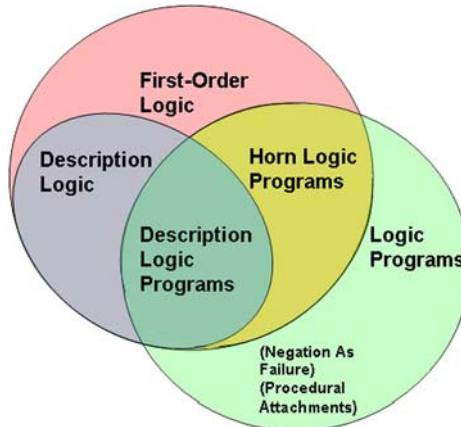 First-Order
Logic
Description
Logic
Horn Logic
Programs
Description
Logic
Programs
Logic
Programs
(Negation As
Failure)
(Procedural
Attachments)